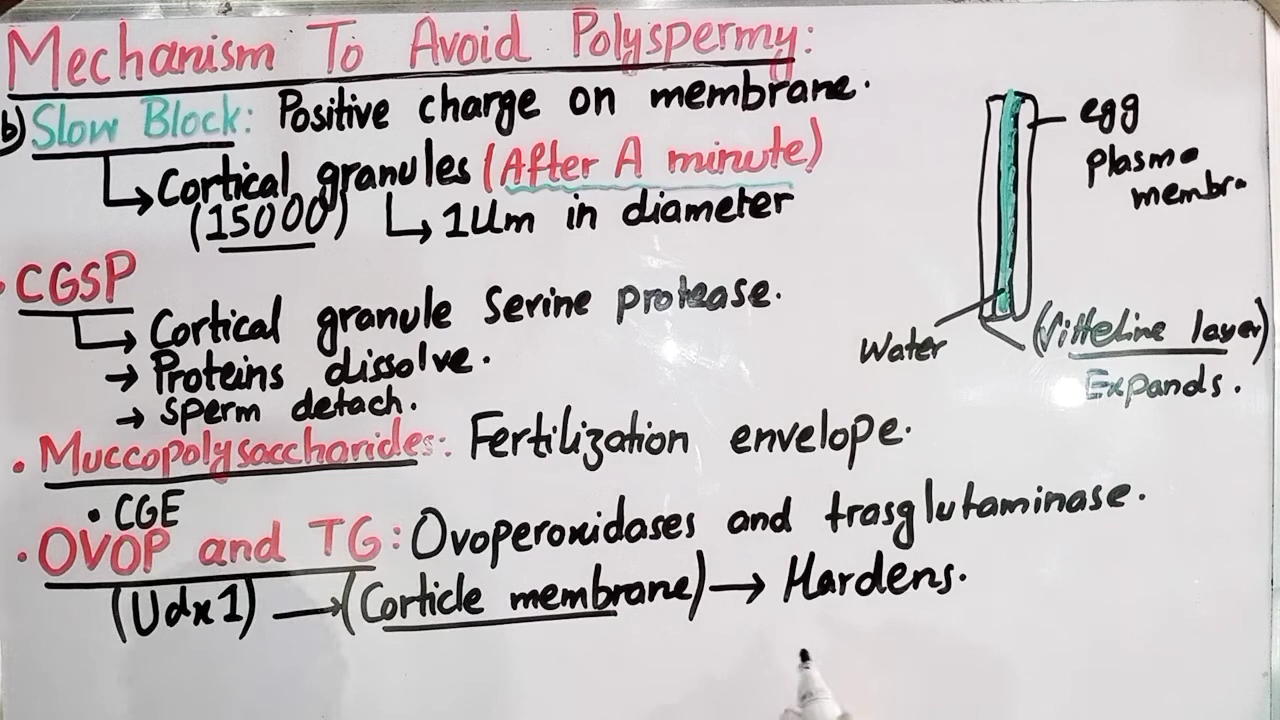 Mechanism To Avoid Polyspermy:
b) Slow Block: Positive charge on membrane.
Cortical granules (After A minute)
(15000) 1Um in diameter
CGSP
Cortical granule Serine protease.
Proteins dissolve.
sperm detach.
Muccopolysaccharides: Fertilization envelope.
CGE
OVOP and TG: Ovoperoxidases and trasglutaminase.
(Udx1) → (Corticle membrane) → Hardens.
egg
Plasma
membra
Water
(Vitteline layer)
Expands.